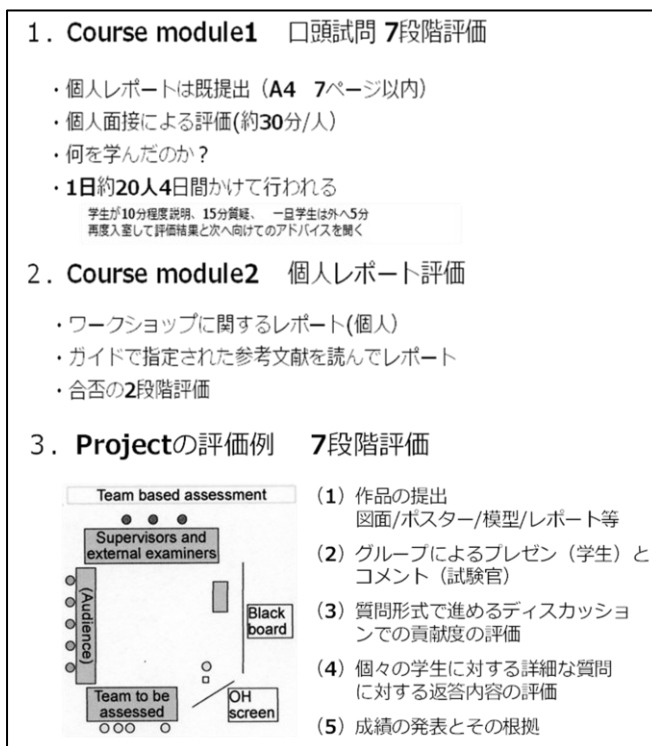 1. Course module1　口頭試問 7段階評価
・個人レポートは既提出（A4　7ページ以内）
・個人面接による評価(約30分/人)
・何を学んだのか？
・1日約20人4日間かけて行われる
学生が10分程度説明、15分質疑、　一旦学生は外へ5分
再度入室して評価結果と次へ向けてのアドバイスを聞く
2. Course module2　個人レポート評価
・ワークショップに関するレポート(個人)
・ガイドで指定された参考文献を読んでレポート
・合否の2段階評価
3. Projectの評価例　7段階評価
Team based assessment
Supervisors and
external examiners
(Audience)
Black
board
Team to be
assessed
OH
screen
（1）作品の提出
図面/ポスター/模型/レポート等
（2）グループによるプレゼン（学生）と
コメント（試験官）
（3）質問形式で進めるディスカッショ
ンでの貢献度の評価
（4）個々の学生に対する詳細な質問
に対する返答内容の評価
（5）成績の発表とその根拠